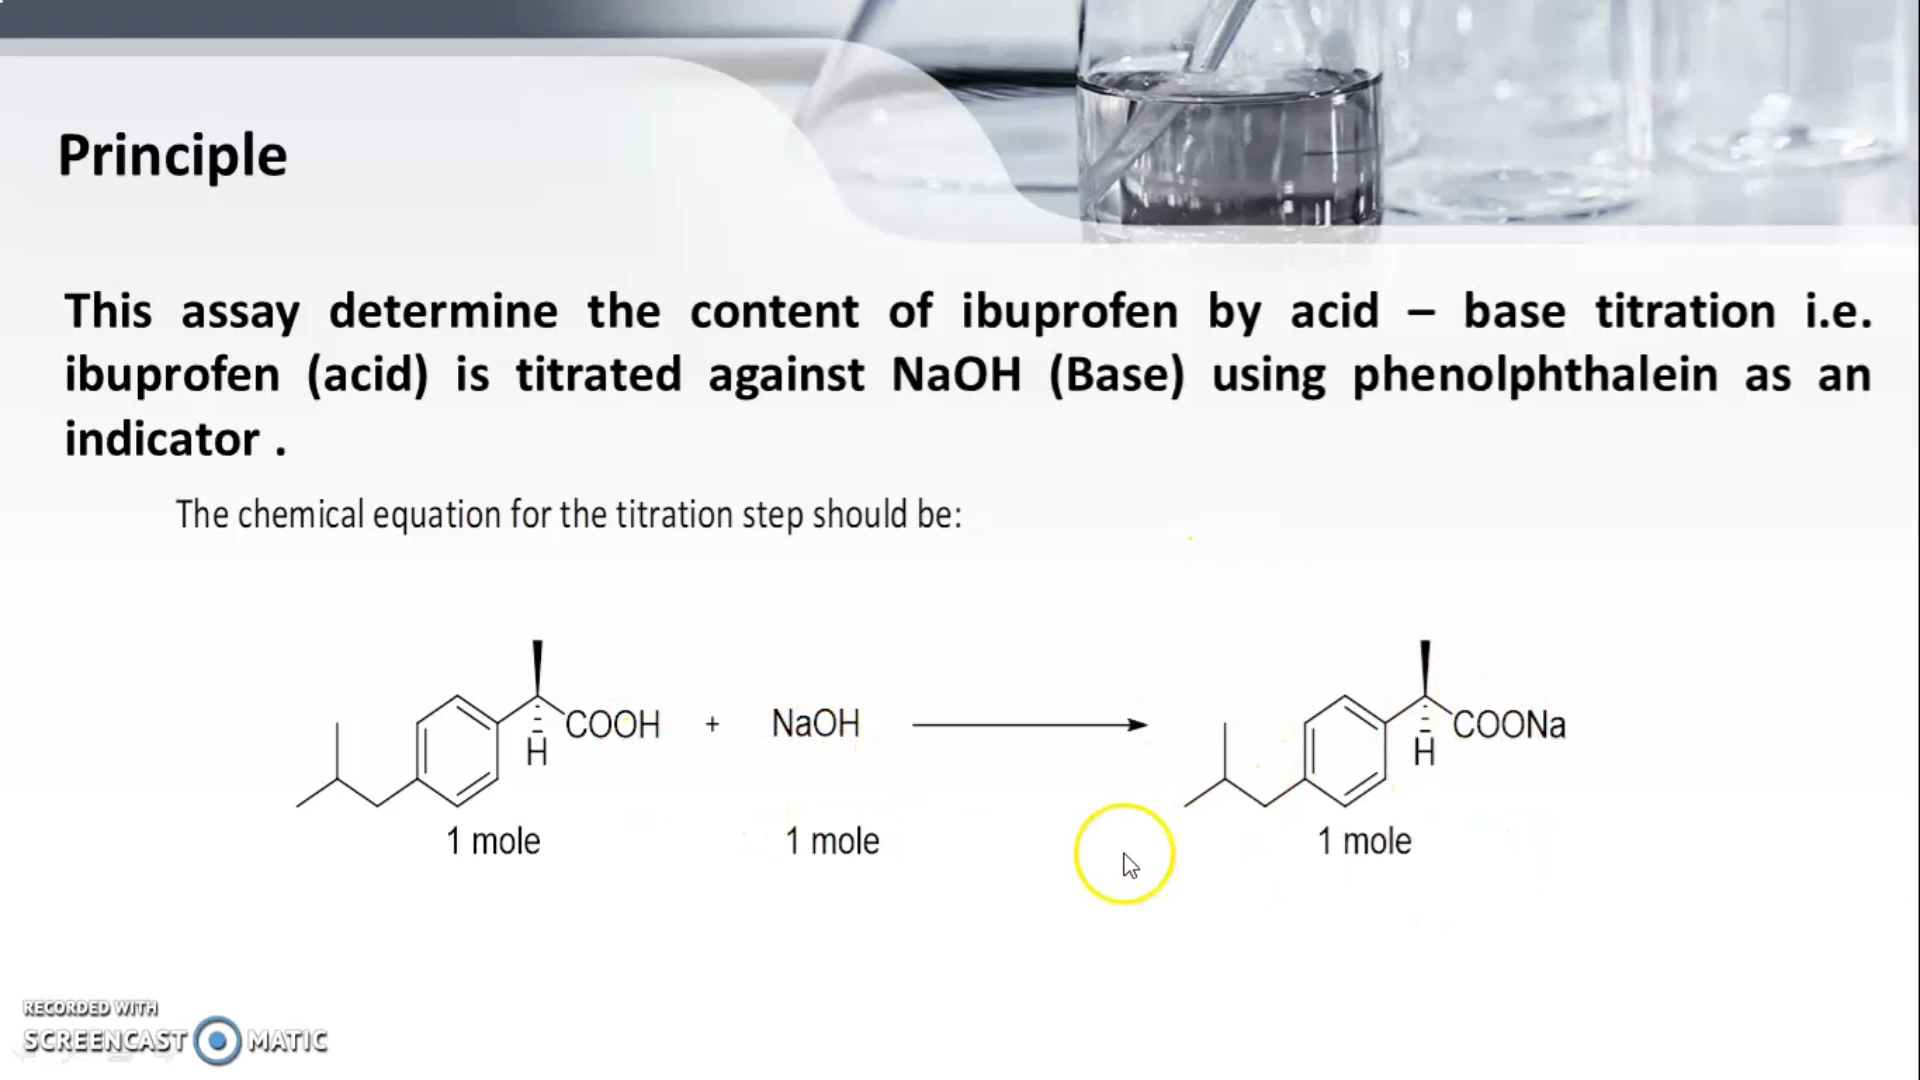 Principle
This assay determine the content of ibuprofen by acid – base titration i.e.
ibuprofen (acid) is titrated against NaOH (Base) using phenolphthalein as an
indicator .
The chemical equation for the titration step should be:
H COOH + NaOH H COONa
1 mole 1 mole 1 mole
RECORDED WITH
SCREENCAST MATIC